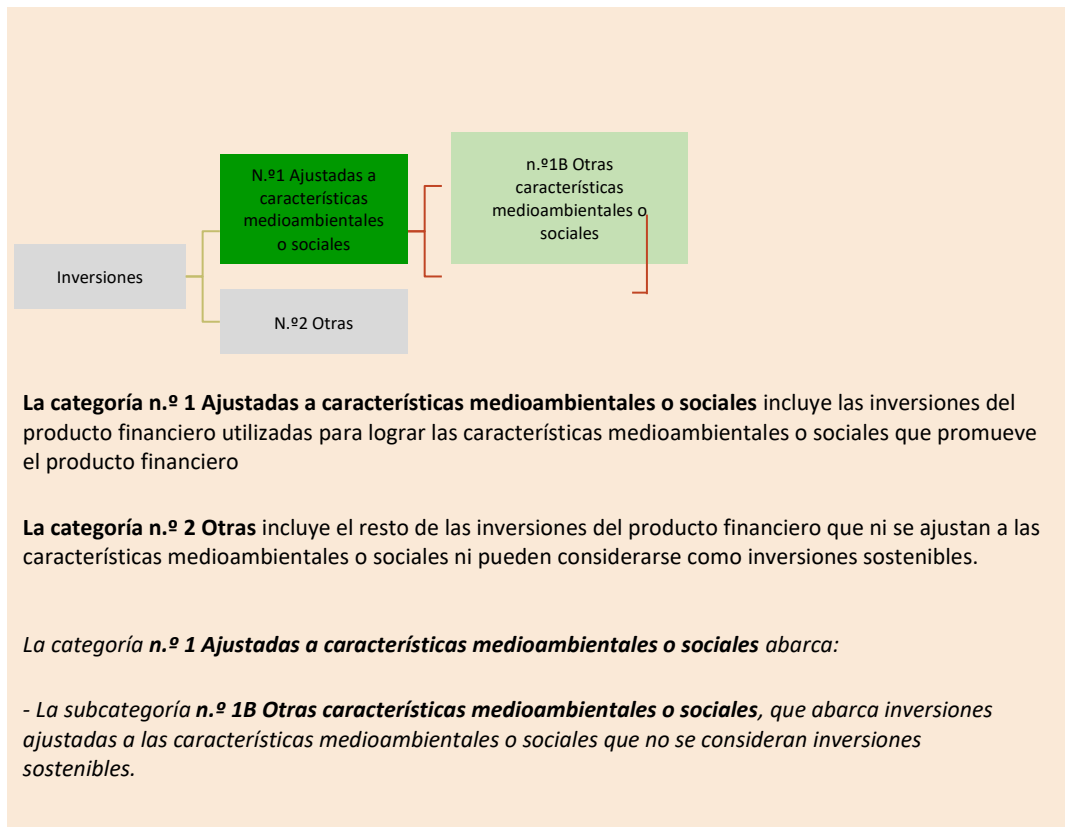 N.º1 Ajustadas a
características
medioambientales
o sociales
n.º1B Otras
características
medioambientales o
sociales
Inversiones
N.º2 Otras
La categoría n.º 1 Ajustadas a características medioambientales o sociales incluye las inversiones del
producto financiero utilizadas para lograr las características medioambientales o sociales que promueve
el producto financiero
La categoría n.º 2 Otras incluye el resto de las inversiones del producto financiero que ni se ajustan a las
características medioambientales o sociales ni pueden considerarse como inversiones sostenibles.
La categoría n.º 1 Ajustadas a características medioambientales o sociales abarca:
- La subcategoría n.º 1B Otras características medioambientales o sociales, que abarca inversiones
ajustadas a las características medioambientales o sociales que no se consideran inversiones
sostenibles.